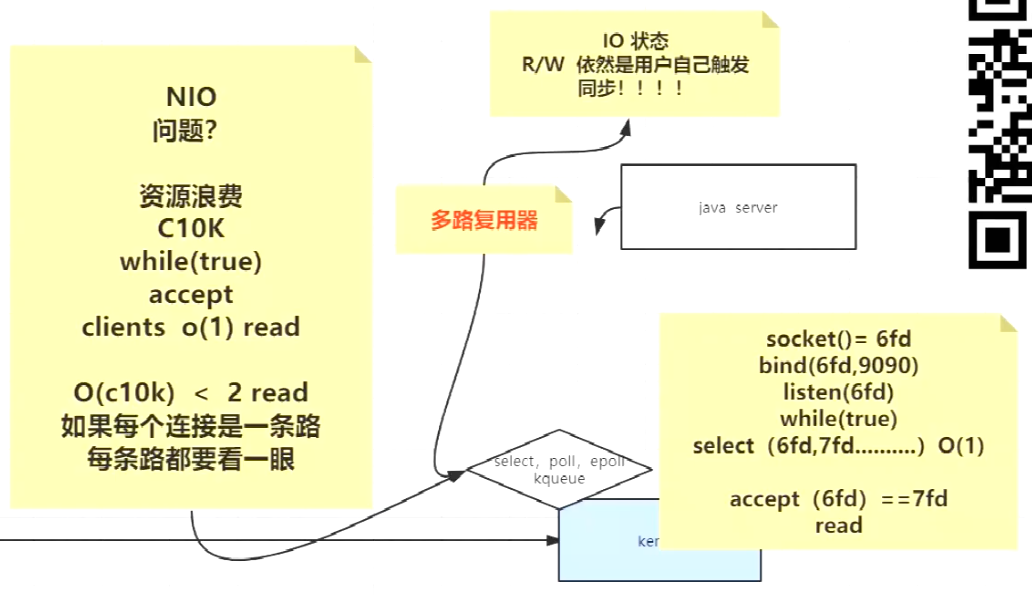 NIO
问题？
资源浪费
C10K
while(true)
accept
clients o(1) read
O(c10k) < 2 read
如果每个连接是一条路
每条路都要看一眼
IO 状态
R/W 依然是用户自己触发
同步！！！！
多路复用器
java server
select，poll，epoll
kqueue
socket()= 6fd
bind(6fd,9090)
listen(6fd)
while(true)
select（6fd,7fd..........）O(1)
accept（6fd）==7fd
read